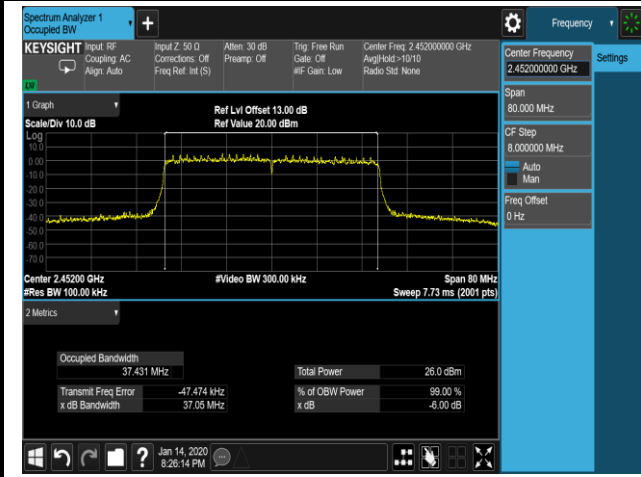 Spectrum Analyzer 1
Occupied BW
Frequency
KEYSIGHT
Input: RF
Coupling: AC
Align: Auto
Input Z: 50 Ω
Corrections: Off
Freq Ref: Int (S)
Atten: 30 dB
Preamp: Off
Trig: Free Run
Gate: Off
#IF Gain: Low
Center Freq: 2.452000000 GHz
Avg|Hold:>10/10
Radio Std: None
Settings
Center Frequency
2.452000000 GHz
Span
80.000 MHz
CF Step
8.000000 MHz
Auto
Man
Freq Offset
0 Hz
1 Graph
Scale/Div 10.0 dB
Ref Lvl Offset 13.00 dB
Ref Value 20.00 dBm
Log
10.0
0.00
-10.0
-20.0
-30.0
-40.0
-50.0
-60.0
-70.0
Center 2.45200 GHz
#Video BW 300.00 kHz
Span 80 MHz
#Res BW 100.00 kHz
Sweep 7.73 ms (2001 pts)
2 Metrics
Occupied Bandwidth
37.431 MHz
Total Power 26.0 dBm
Transmit Freq Error -47.474 kHz
% of OBW Power 99.00 %
x dB Bandwidth 37.05 MHz
x dB -6.00 dB
Jan 14, 2020
8:26:14 PM